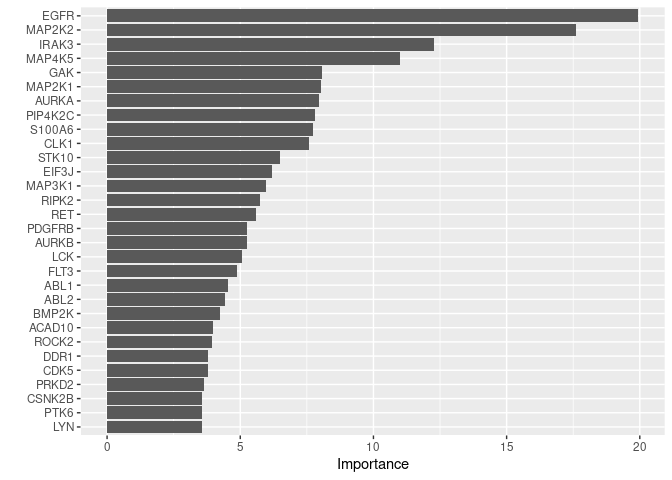 EGFR
MAP2K2
IRAK3
MAP4K5
GAK
MAP2K1
AURKA
PIP4K2C
S100A6
CLK1
STK10
EIF3J
MAP3K1
RIPK2
RET
PDGFRB
AURKB
LCK
FLT3
ABL1
ABL2
BMP2K
ACAD10
ROCK2
DDR1
CDK5
PRKD2
CSNK2B
PTK6
LYN
0 5 10 15 20
Importance